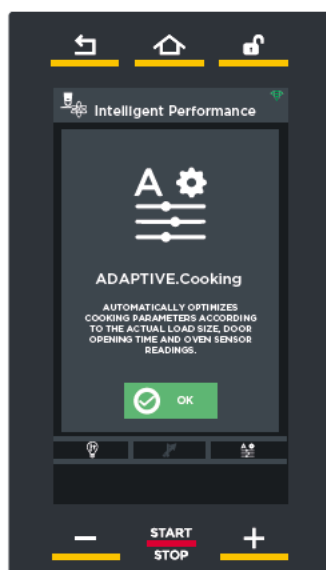 Intelligent Performance
A
ADAPTIVE.Cooking
AUTOMATICALLY OPTIMIZES
COOKING PARAMETERS ACCORDING
TO THE ACTUAL LOAD SIZE, DOOR
OPENING TIME AND OVEN SENSOR
READINGS.
OK
START
STOP